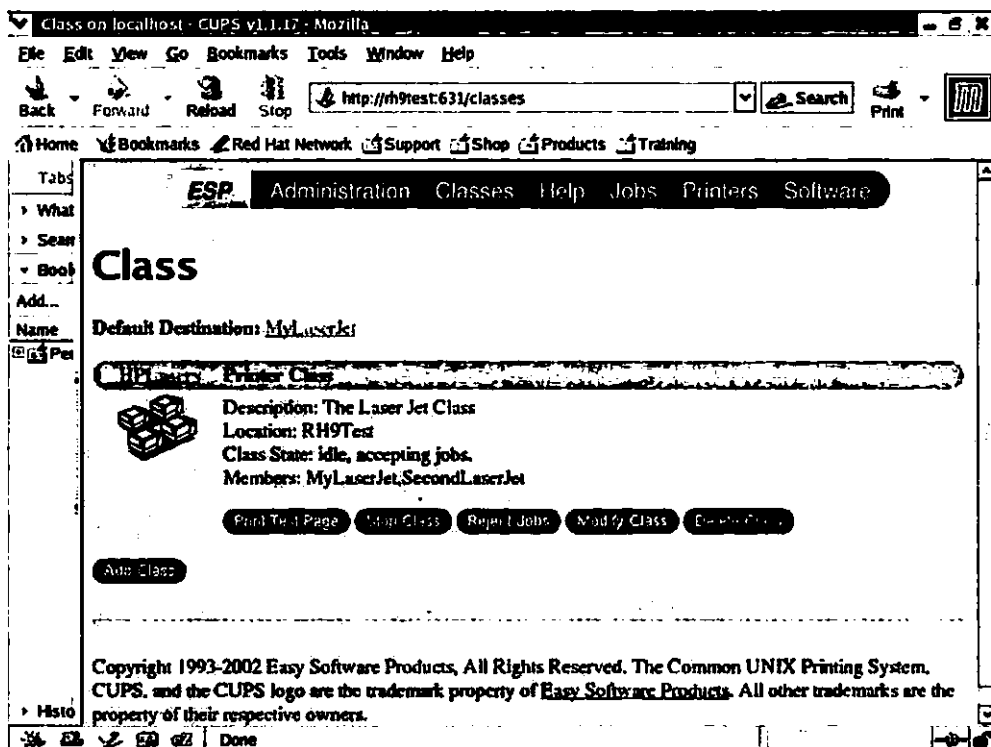 Class on localhost - CUPS v1.1.17 - Mozilla
File Edit View Go Bookmarks Tools Window Help
Back Forward Reload Stop http://rh9test:631/classes Search Print
Home Bookmarks Red Hat Network Support Shop Products Training
Tabs
What
Sear
Book
Add...
Name
Per
Histo
ESP Administration Classes Help Jobs Printers Software
Class
Default Destination: MyLaserJet
HPLasers Printer Class
Description: The Laser Jet Class
Location: RH9Test
Class State: idle, accepting jobs.
Members: MyLaserJet,SecondLaserJet
Print Test Page Stop Class Reject Jobs Modify Class Delete Class
Add Class
Copyright 1993-2002 Easy Software Products, All Rights Reserved. The Common UNIX Printing System,
CUPS, and the CUPS logo are the trademark property of Easy Software Products. All other trademarks are the
property of their respective owners.
Done